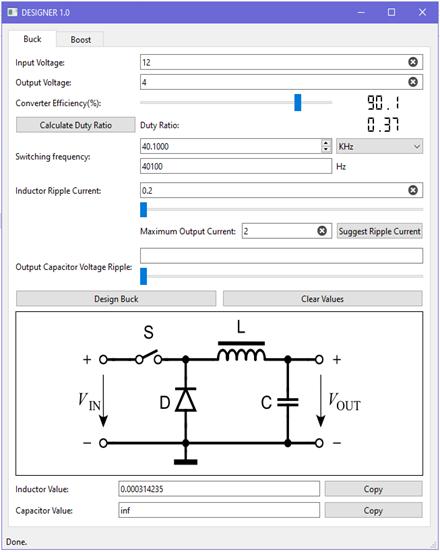 DESIGNER 1.0
Buck Boost
Input Voltage: 12
Output Voltage: 4
Converter Efficiency(%): 90.1
Calculate Duty Ratio Duty Ratio: 0.37
Switching frequency: 40.1000 KHz
40100 Hz
Inductor Ripple Current: 0.2
Maximum Output Current: 2 Suggest Ripple Current
Output Capacitor Voltage Ripple:
Design Buck Clear Values
S L
+ +
V IN D C V OUT
− −
Inductor Value: 0.000314235 Copy
Capacitor Value: inf Copy
Done.